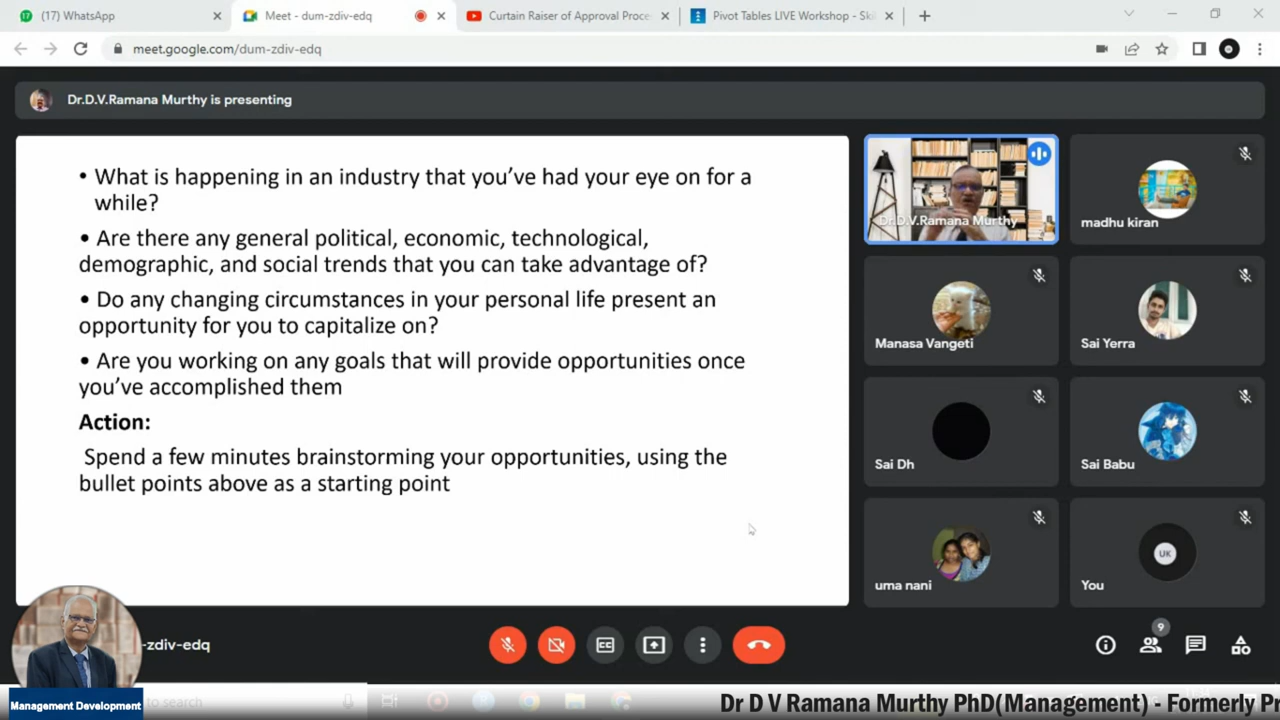 (17) WhatsApp
Meet - dum-zdiv-edq
Curtain Raiser of Approval Proce
Pivot Tables LIVE Workshop - Ski
meet.google.com/dum-zdiv-edq
Dr.D.V.Ramana Murthy is presenting
• What is happening in an industry that you've had your eye on for a
while?
• Are there any general political, economic, technological,
demographic, and social trends that you can take advantage of?
• Do any changing circumstances in your personal life present an
opportunity for you to capitalize on?
• Are you working on any goals that will provide opportunities once
you've accomplished them
Action:
Spend a few minutes brainstorming your opportunities, using the
bullet points above as a starting point
Dr.D.V.Ramana Murthy
madhu kiran
Manasa Vangeti
Sai Yerra
Sai Dh
Sai Babu
uma nani
UK
You
-zdiv-edq
9
to search
Management Development
Dr D V Ramana Murthy PhD(Management) - Formerly Pr